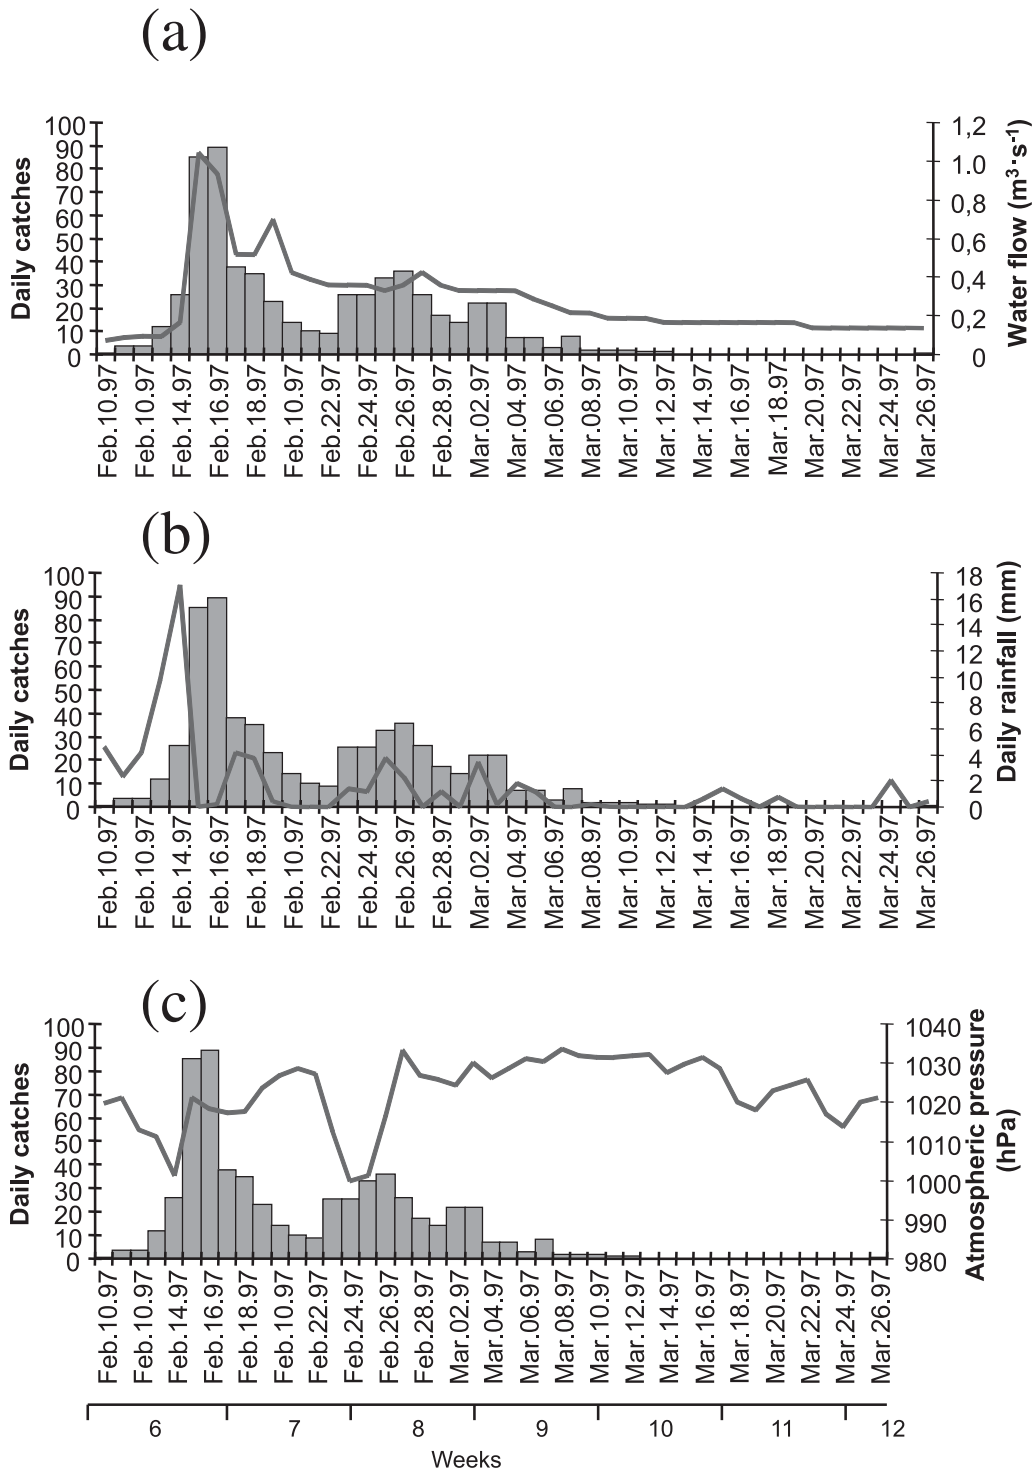 (a)
Daily catches
100
90
80
70
60
50
40
30
20
10
0
1,2
1.0
0,8
0,6
0,4
0,2
0
Water flow (m³·s⁻¹)
Feb.10.97
Feb.10.97
Feb.14.97
Feb.16.97
Feb.18.97
Feb.10.97
Feb.22.97
Feb.24.97
Feb.26.97
Feb.28.97
Mar.02.97
Mar.04.97
Mar.06.97
Mar.08.97
Mar.10.97
Mar.12.97
Mar.14.97
Mar.16.97
Mar.18.97
Mar.20.97
Mar.22.97
Mar.24.97
Mar.26.97
(b)
Daily catches
100
90
80
70
60
50
40
30
20
10
0
18
16
14
12
10
8
6
4
2
0
Daily rainfall (mm)
Feb.10.97
Feb.10.97
Feb.14.97
Feb.16.97
Feb.18.97
Feb.10.97
Feb.22.97
Feb.24.97
Feb.26.97
Feb.28.97
Mar.02.97
Mar.04.97
Mar.06.97
Mar.08.97
Mar.10.97
Mar.12.97
Mar.14.97
Mar.16.97
Mar.18.97
Mar.20.97
Mar.22.97
Mar.24.97
Mar.26.97
(c)
Daily catches
100
90
80
70
60
50
40
30
20
10
0
1040
1030
1020
1010
1000
990
980
Atmospheric pressure
(hPa)
Feb.10.97
Feb.10.97
Feb.14.97
Feb.16.97
Feb.18.97
Feb.10.97
Feb.22.97
Feb.24.97
Feb.26.97
Feb.28.97
Mar.02.97
Mar.04.97
Mar.06.97
Mar.08.97
Mar.10.97
Mar.12.97
Mar.14.97
Mar.16.97
Mar.18.97
Mar.20.97
Mar.22.97
Mar.24.97
Mar.26.97
6 7 8 9 10 11 12
Weeks